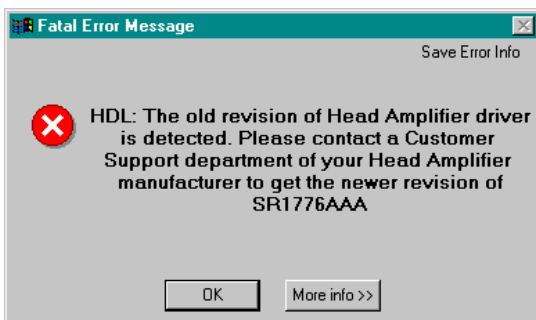 Fatal Error Message
Save Error Info
HDL: The old revision of Head Amplifier driver
is detected. Please contact a Customer
Support department of your Head Amplifier
manufacturer to get the newer revision of
SR1776AAA
OK
More info >>